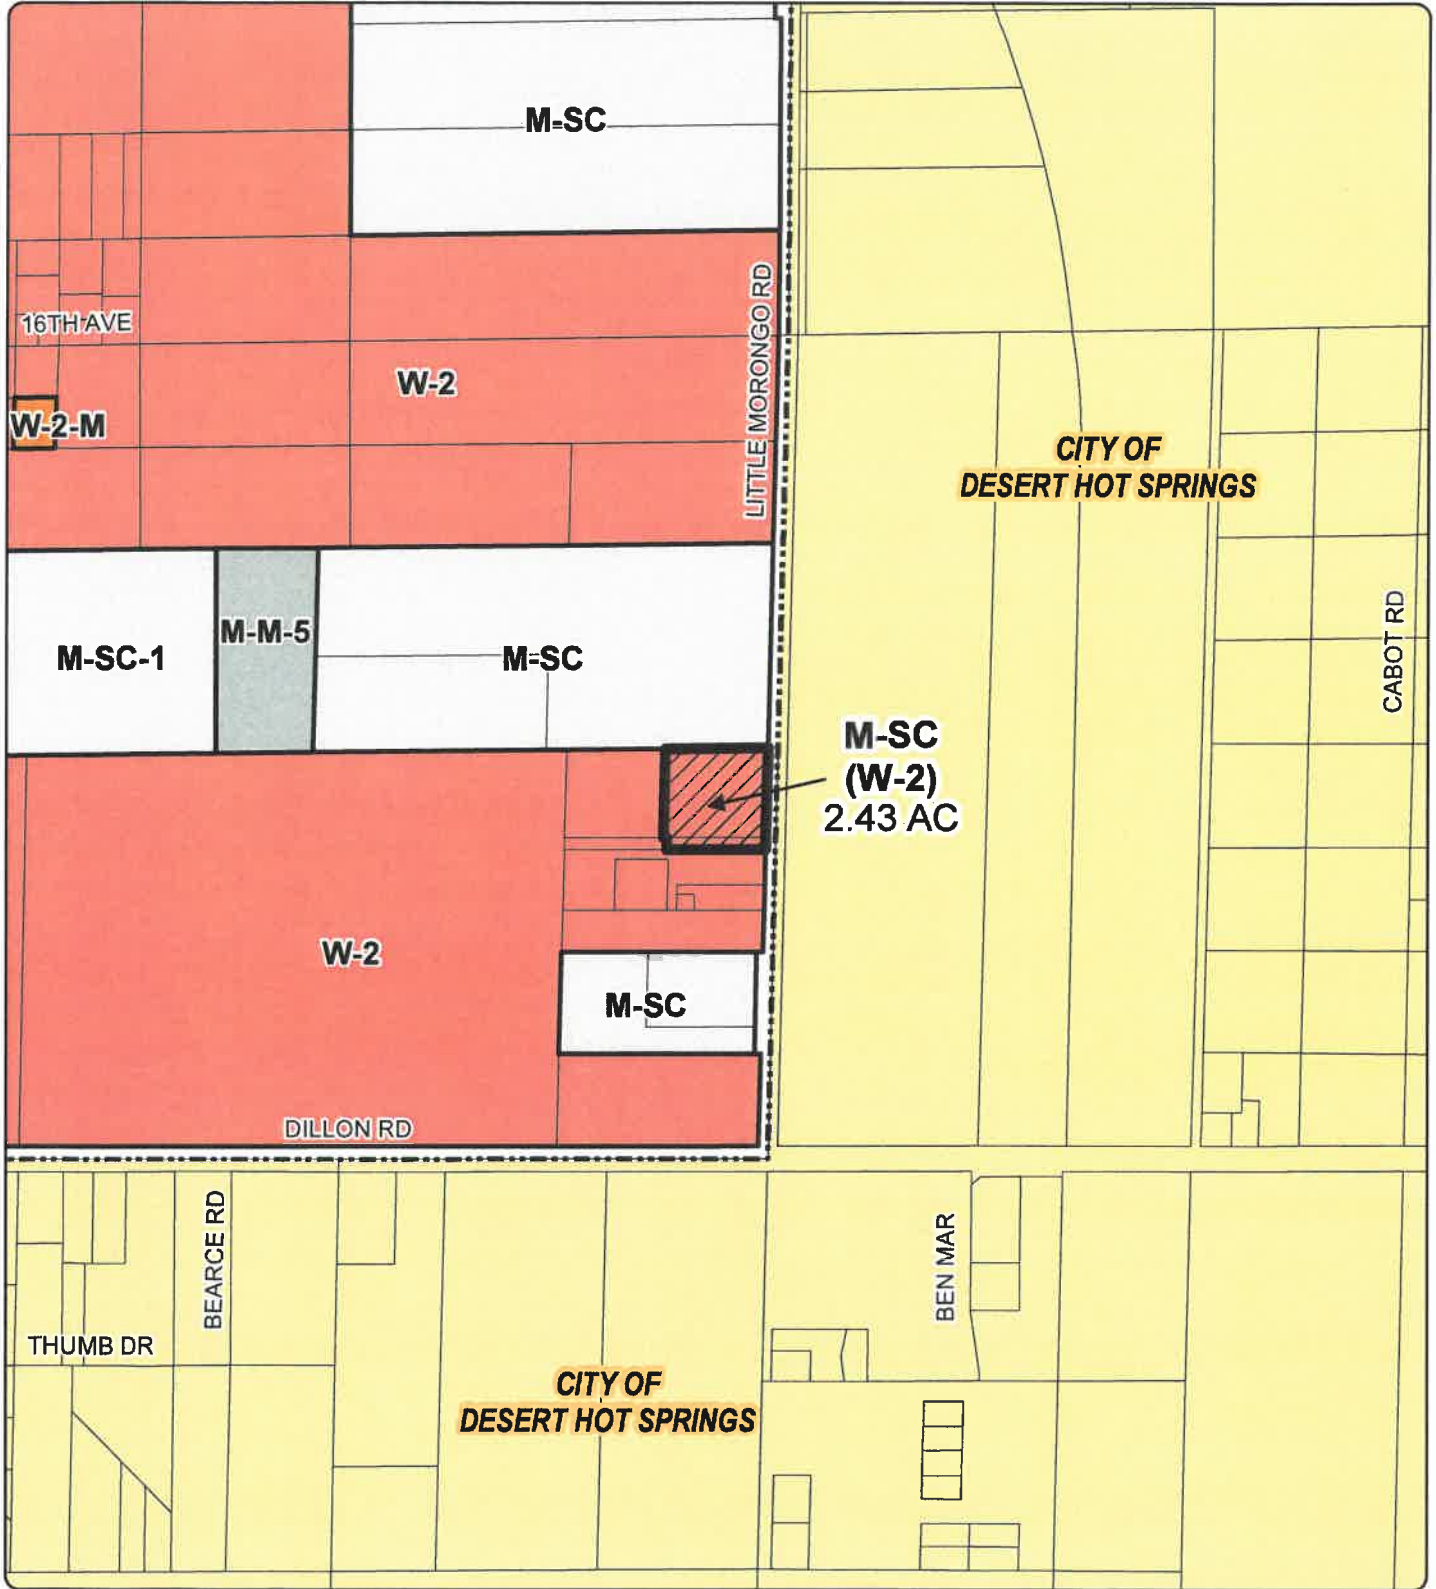 M-SC
LITTLE MORONGO RD
16TH AVE
W-2
W-2-M
CITY OF
DESERT HOT SPRINGS
CABOT RD
M-M-5
M-SC-1
M-SC
M-SC
(W-2)
2.43 AC
W-2
M-SC
DILLON RD
BEARCE RD
BEN MAR
THUMB DR
CITY OF
DESERT HOT SPRINGS